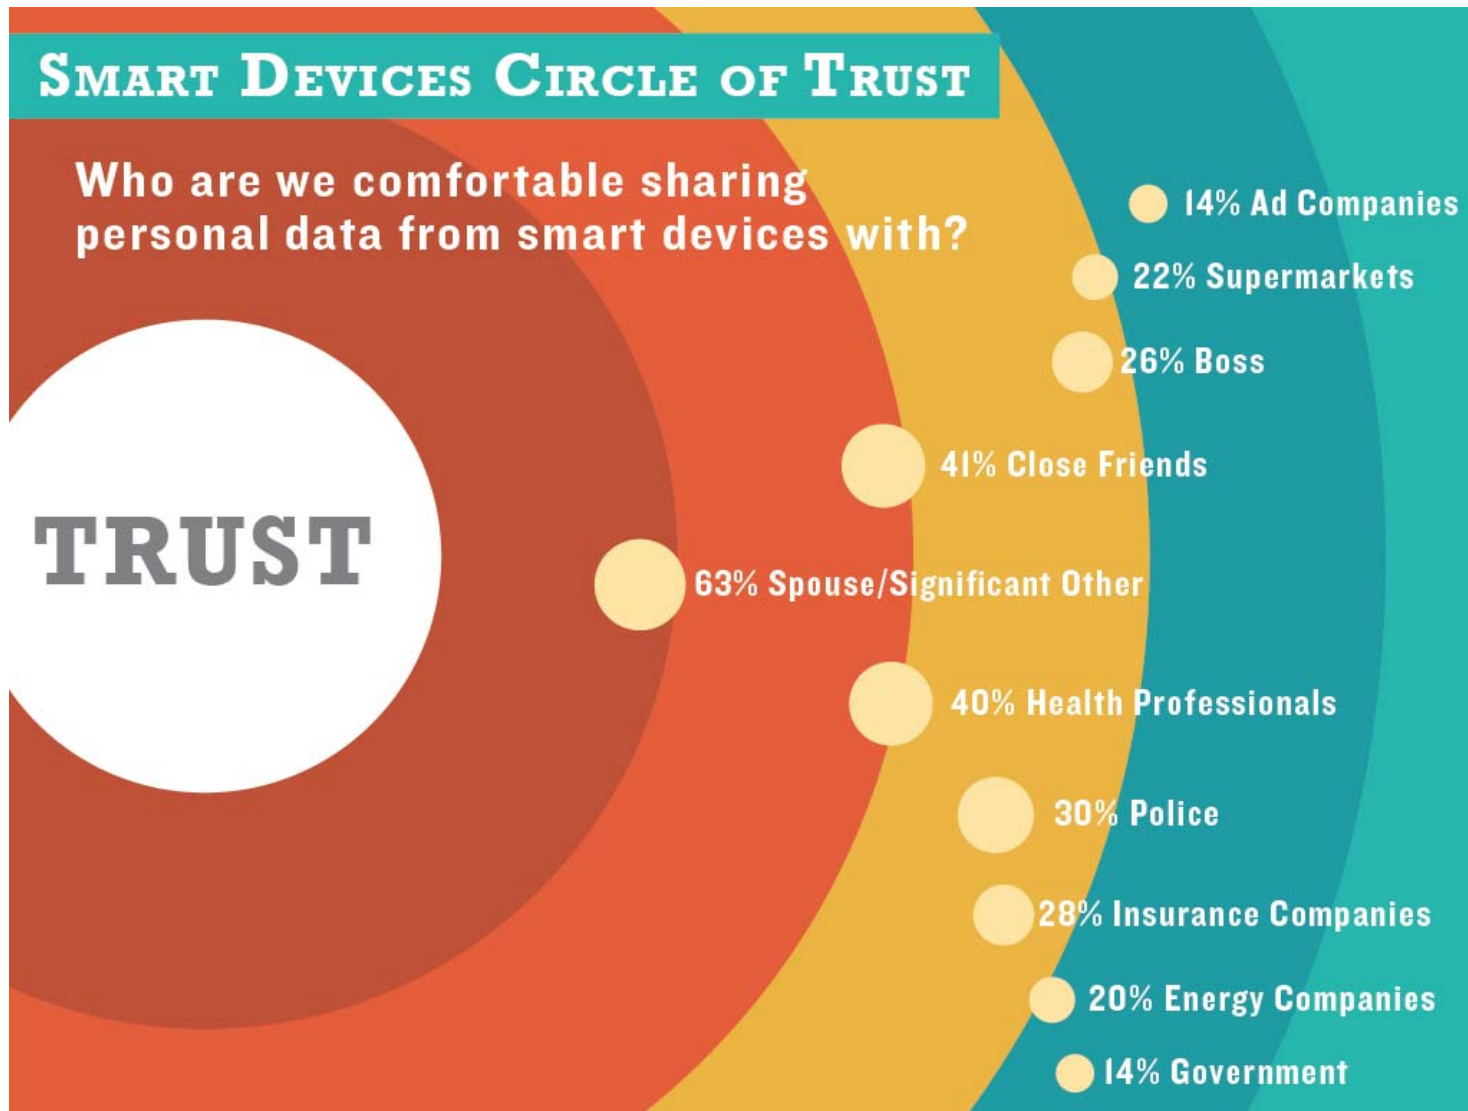 SMART DEVICES CIRCLE OF TRUST
Who are we comfortable sharing
personal data from smart devices with?
14% Ad Companies
22% Supermarkets
26% Boss
41% Close Friends
TRUST
63% Spouse/Significant Other
40% Health Professionals
30% Police
28% Insurance Companies
20% Energy Companies
14% Government